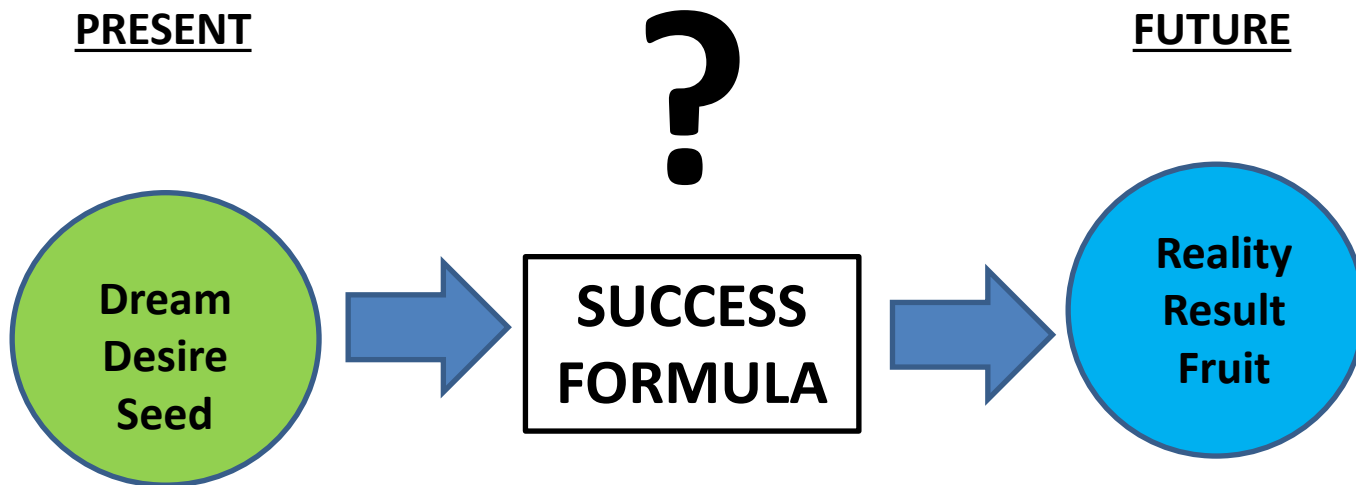 PRESENT
?
FUTURE
Dream
Desire
Seed
SUCCESS
FORMULA
Reality
Result
Fruit